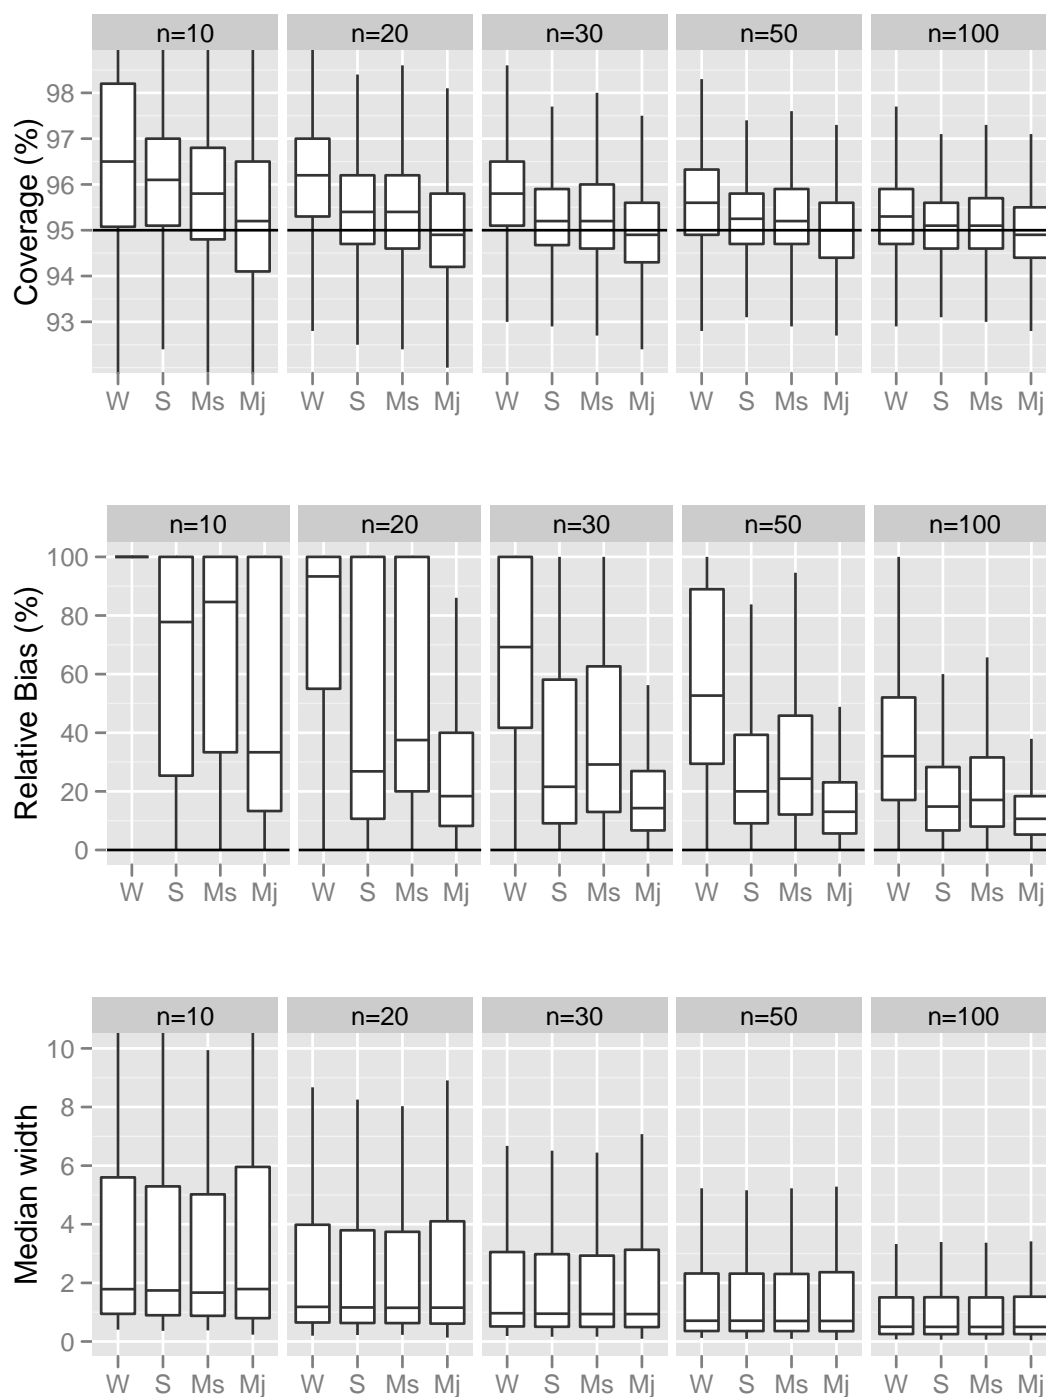 n=10 n=20 n=30 n=50 n=100
Coverage (%)
98
97
96
95
94
93
W S Ms Mj W S Ms Mj W S Ms Mj W S Ms Mj W S Ms Mj
n=10 n=20 n=30 n=50 n=100
Relative Bias (%)
100
80
60
40
20
0
W S Ms Mj W S Ms Mj W S Ms Mj W S Ms Mj W S Ms Mj
n=10 n=20 n=30 n=50 n=100
Median width
10
8
6
4
2
0
W S Ms Mj W S Ms Mj W S Ms Mj W S Ms Mj W S Ms Mj